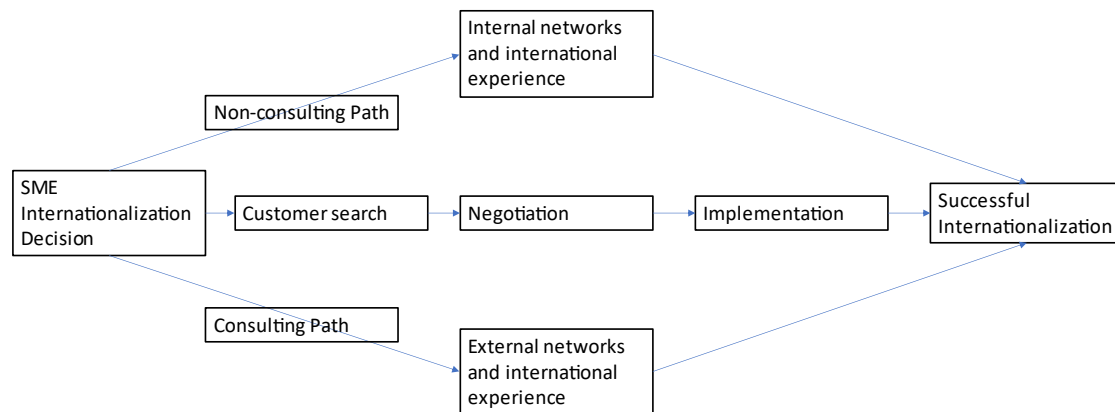 Internal networks
and international
experience
Non-consulting Path
SME
Internationalization
Decision
Customer search
Negotiation
Implementation
Successful
Internationalization
Consulting Path
External networks
and international
experience